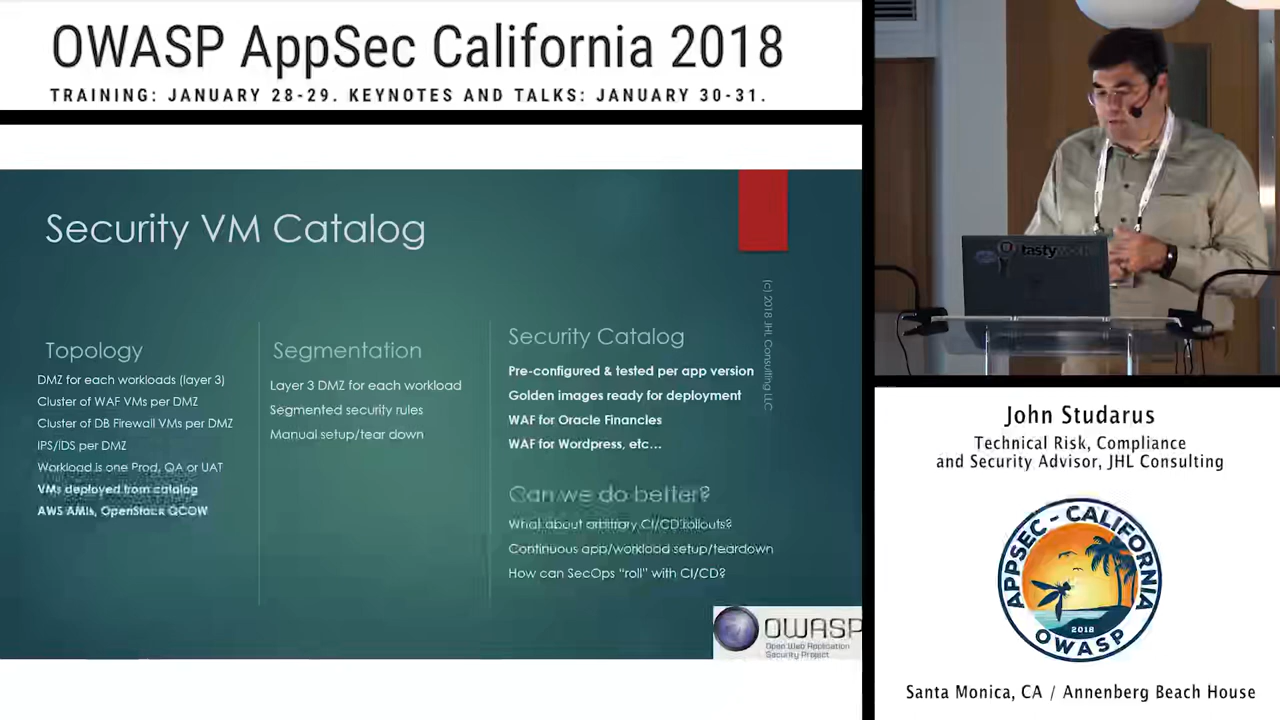 OWASP AppSec California 2018
TRAINING: JANUARY 28-29. KEYNOTES AND TALKS: JANUARY 30-31.
Security VM Catalog
(c) 2018 JHL Consulting LLC
Topology
DMZ for each workloads (layer 3)
Cluster of WAF VMs per DMZ
Cluster of DB Firewall VMs per DMZ
IPS/IDS per DMZ
Workload is one Prod, QA or UAT
VMs deployed from catalog
AWS AMIs, OpenStack QCOW
Segmentation
Layer 3 DMZ for each workload
Segmented security rules
Manual setup/tear down
Security Catalog
Pre-configured & tested per app version
Golden images ready for deployment
WAF for Oracle Financles
WAF for Wordpress, etc...
Can we do better?
What about arbitrary CI/CD rollouts?
Continuous app/workload setup/teardown
How can SecOps "roll" with CI/CD?
OWASP
Open Web Application
Security Project
tasty
John Studarus
Technical Risk, Compliance
and Security Advisor, JHL Consulting
APPSEC - CALIFORNIA
2018
OWASP
Santa Monica, CA / Annenberg Beach House